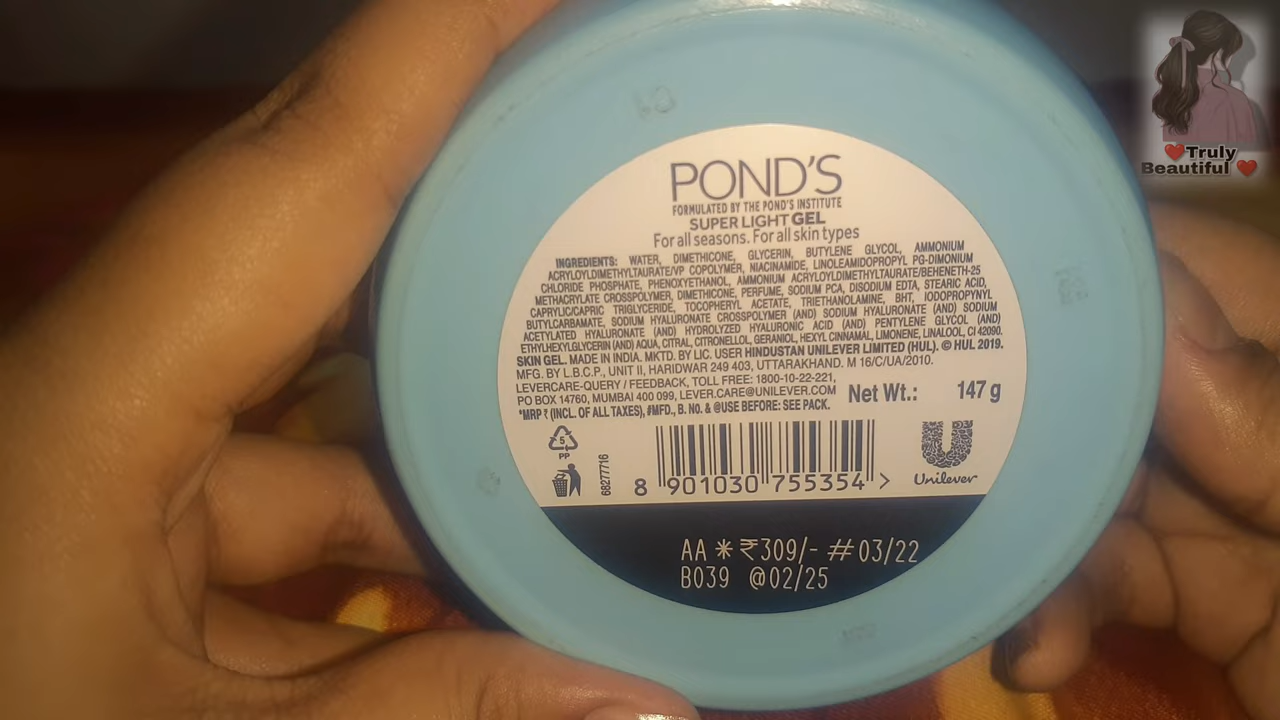 POND'S
FORMULATED BY THE POND'S INSTITUTE
SUPER LIGHT GEL
For all seasons. For all skin types
INGREDIENTS: WATER, DIMETHICONE, GLYCERIN, BUTYLENE GLYCOL, AMMONIUM
ACRYLOYLDIMETHYLTAURATE/VP COPOLYMER, NIACINAMIDE, LINOLEAMIDOPROPYL PG-DIMONIUM
CHLORIDE PHOSPHATE, PHENOXYETHANOL, AMMONIUM ACRYLOYLDIMETHYLTAURATE/BEHENETH-25
METHACRYLATE CROSSPOLYMER, DIMETHICONE, PERFUME, SODIUM PCA, DISODIUM EDTA, STEARIC ACID,
CAPRYLIC/CAPRIC TRIGLYCERIDE, TOCOPHERYL ACETATE, TRIETHANOLAMINE, BHT, IODOPROPYNYL
BUTYLCARBAMATE, SODIUM HYALURONATE CROSSPOLYMER (AND) SODIUM HYALURONATE (AND) SODIUM
ACETYLATED HYALURONATE (AND) HYDROLYZED HYALURONIC ACID (AND) PENTYLENE GLYCOL (AND)
ETHYLHEXYLGLYCERIN (AND) AQUA, CITRAL, CITRONELLOL, GERANIOL, HEXYL CINNAMAL, LIMONENE, LINALOOL, CI 42090.
SKIN GEL. MADE IN INDIA. MKTD. BY LIC. USER HINDUSTAN UNILEVER LIMITED (HUL). © HUL 2019.
MFG. BY L.B.C.P., UNIT II, HARIDWAR 249 403, UTTARAKHAND. M 16/C/UA/2010.
LEVERCARE-QUERY / FEEDBACK, TOLL FREE: 1800-10-22-221,
PO BOX 14760, MUMBAI 400 099, LEVER.CARE@UNILEVER.COM
Net Wt.: 147 g
*MRP ₹ (INCL. OF ALL TAXES), #MFD., B. NO. & @USE BEFORE: SEE PACK.
5
PP
68277716
8 901030 755354 >
Unilever
AA * ₹309/- #03/22
B039 @02/25
Truly
Beautiful